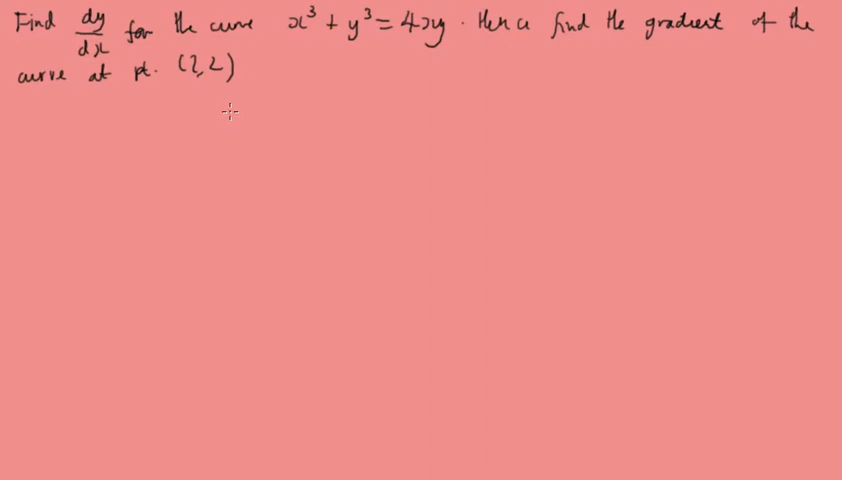 Find dy/dx for the curve x³ + y³ = 4xy. Hence find the gradient of the
curve at pt. (2,2)